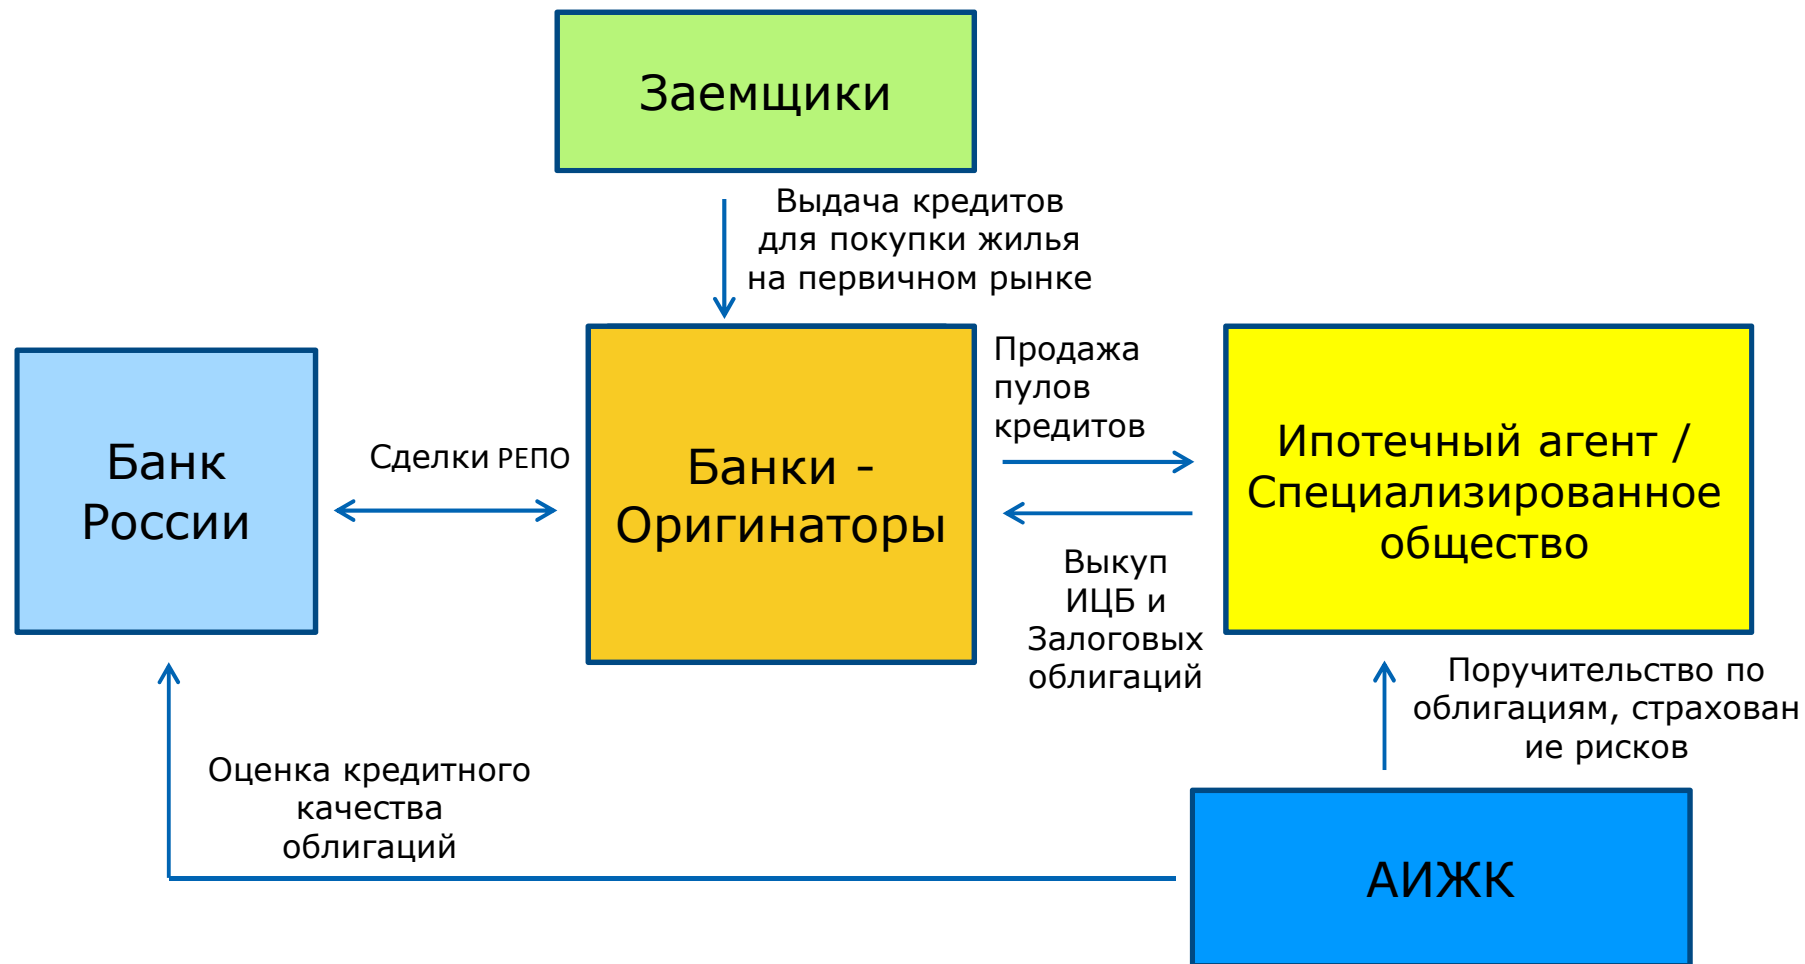 Заемщики
Выдача кредитов
для покупки жилья
на первичном рынке
Банк
России
Сделки РЕПО
Банки -
Оригинаторы
Продажа
пулов
кредитов
Выкуп
ИЦБ и
Залоговых
облигаций
Ипотечный агент /
Специализированное
общество
Поручительство по
облигациям, страхован
ие рисков
Оценка кредитного
качества
облигаций
АИЖК